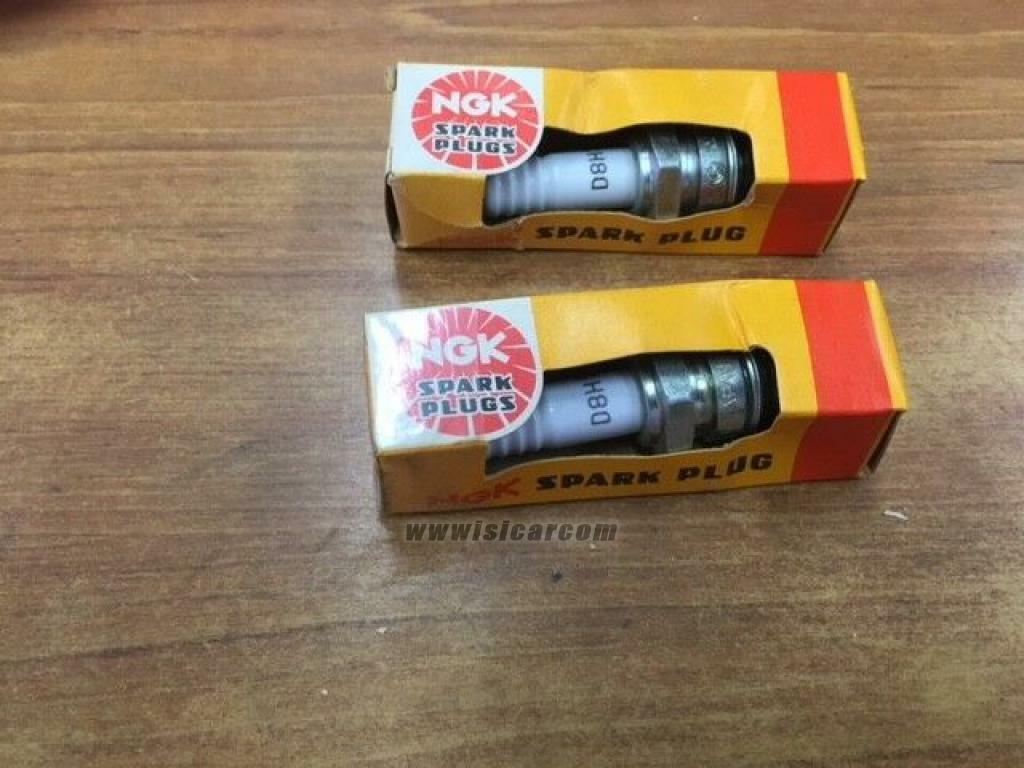 NGK
SPARK
PLUGS
D8H
SPARK PLUG
NGK
SPARK
PLUGS
D8H
NGK SPARK PLUG
wwwisicarcom